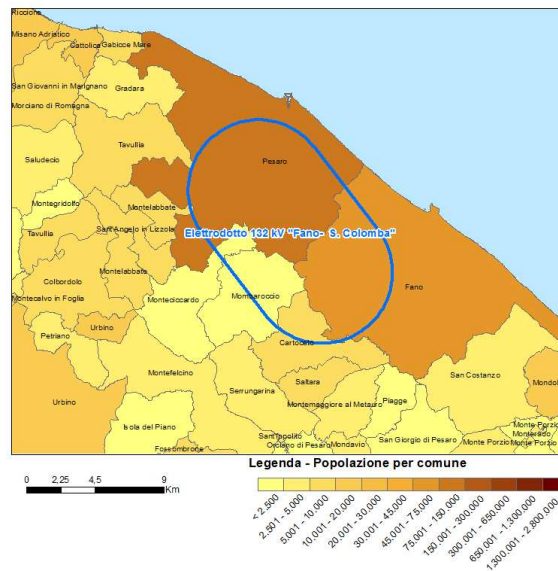 Riccione
Misano Adriatico
Cattolica
Gabicce Mare
San Giovanni in Marignano
Gradara
Morciano di Romagna
Tavullia
Saludecio
Pesaro
Montegridolfo
Montelabbate
Tavullia
Sant'Angelo in Lizzola
Elettrodotto 132 kV "Fano- S. Colomba"
Montelabbate
Colbordolo
Fano
Montecalvo in Foglia
Monteciccardo
Mombaroccio
Urbino
Petriano
Cartoceto
Montefelcino
San Costanzo
Serrungarina
Saltara
Mondol
Urbino
Montemaggiore al Metauro
Piagge
Isola del Piano
Monte Porzio
Sant'Ippolito
Monterado
Orciano di Pesaro
Mondavio
San Giorgio di Pesaro
Monte Porzio
Monte Porzio
Fossombrone
Legenda - Popolazione per comune
0 2,25 4,5 9
Km
< 2.500
2.501 - 5.000
5.001 - 10.000
10.001 - 20.000
20.001 - 30.000
30.001 - 45.000
45.001 - 75.000
75.001 - 150.000
150.001 - 300.000
300.001 - 650.000
650.001 - 1.300.000
1.300.001 - 2.800.000